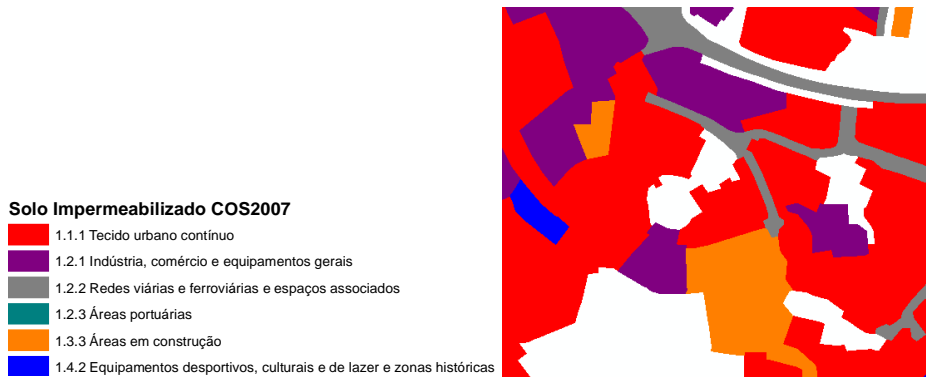 Solo Impermeabilizado COS2007
1.1.1 Tecido urbano contínuo
1.2.1 Indústria, comércio e equipamentos gerais
1.2.2 Redes viárias e ferroviárias e espaços associados
1.2.3 Áreas portuárias
1.3.3 Áreas em construção
1.4.2 Equipamentos desportivos, culturais e de lazer e zonas históricas